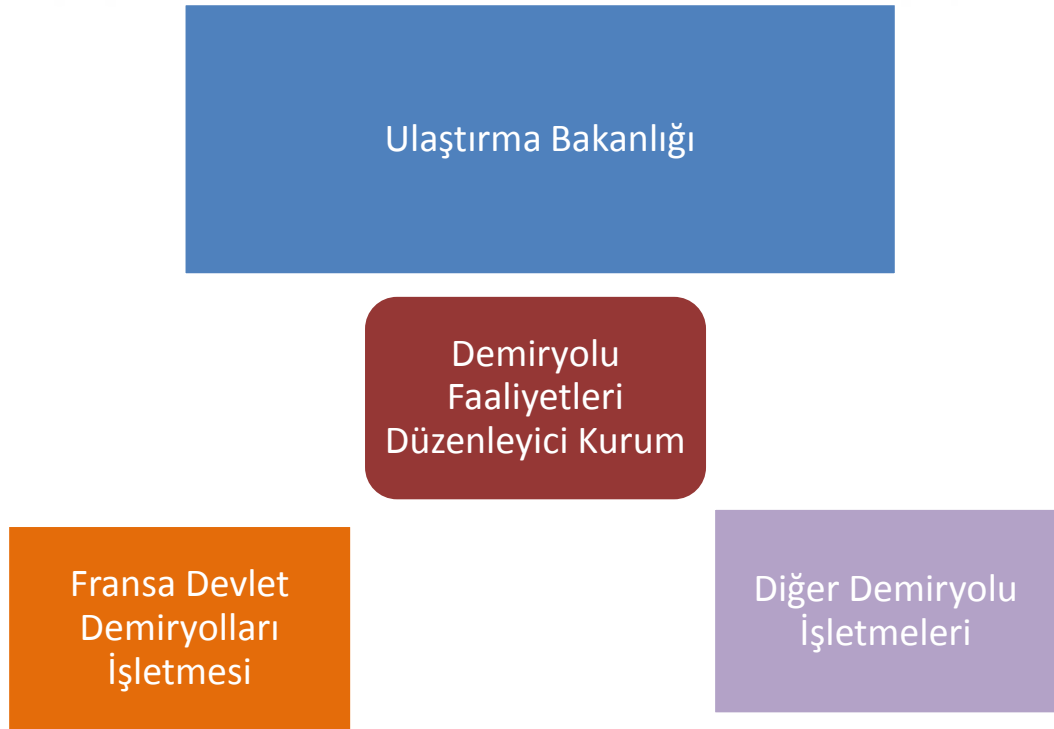 Ulaştırma Bakanlığı
Demiryolu
Faaliyetleri
Düzenleyici Kurum
Fransa Devlet
Demiryolları
İşletmesi
Diğer Demiryolu
İşletmeleri